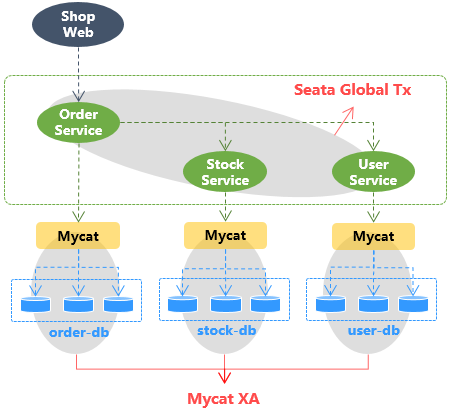 Shop
Web
Seata Global Tx
Order
Service
Stock
Service
User
Service
Mycat
Mycat
Mycat
order-db
stock-db
user-db
Mycat XA